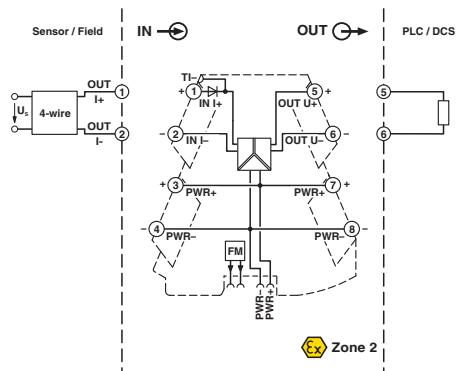 Sensor / Field
IN
OUT
PLC / DCS
TI–
OUT
I+
1
+ 1
IN I+
5 +
OUT U+
5
Us
4-wire
OUT
I–
2
– 2
IN I–
OUT U–
6 –
6
+ 3
PWR+
PWR+
7 +
– 4
PWR–
PWR–
8 –
FM
PWR–
PWR+
Ex Zone 2